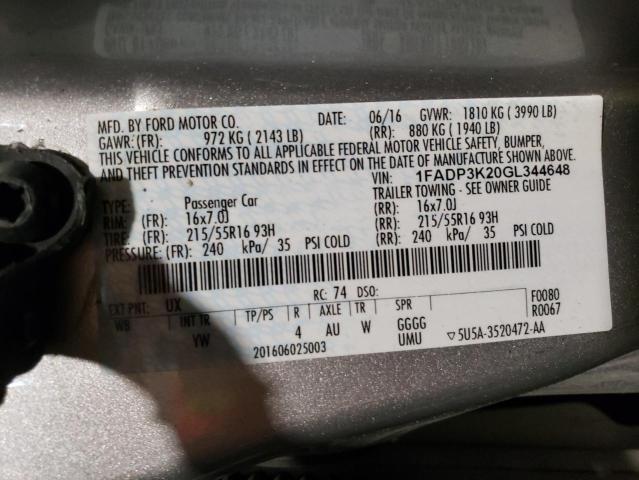 MFD. BY FORD MOTOR CO. DATE: 06/16 GVWR: 1810 KG ( 3990 LB)
GAWR: (FR): 972 KG ( 2143 LB) (RR): 880 KG ( 1940 LB)
THIS VEHICLE CONFORMS TO ALL APPLICABLE FEDERAL MOTOR VEHICLE SAFETY, BUMPER,
AND THEFT PREVENTION STANDARDS IN EFFECT ON THE DATE OF MANUFACTURE SHOWN ABOVE.
VIN: 1FADP3K20GL344648
TYPE: Passenger Car TRAILER TOWING - SEE OWNER GUIDE
RIM: (FR): 16x7.0J (RR): 16x7.0J
TIRE: (FR): 215/55R16 93H (RR): 215/55R16 93H
PRESSURE: (FR): 240 kPa/ 35 PSI COLD (RR): 240 kPa/ 35 PSI COLD
EXT PNT: UX RC: 74 DSO: F0080
R0067
WB INT TR TP/PS R AXLE TR SPR
YW 4 AU W GGGG
UMU
201606025003
▽5U5A-3520472-AA